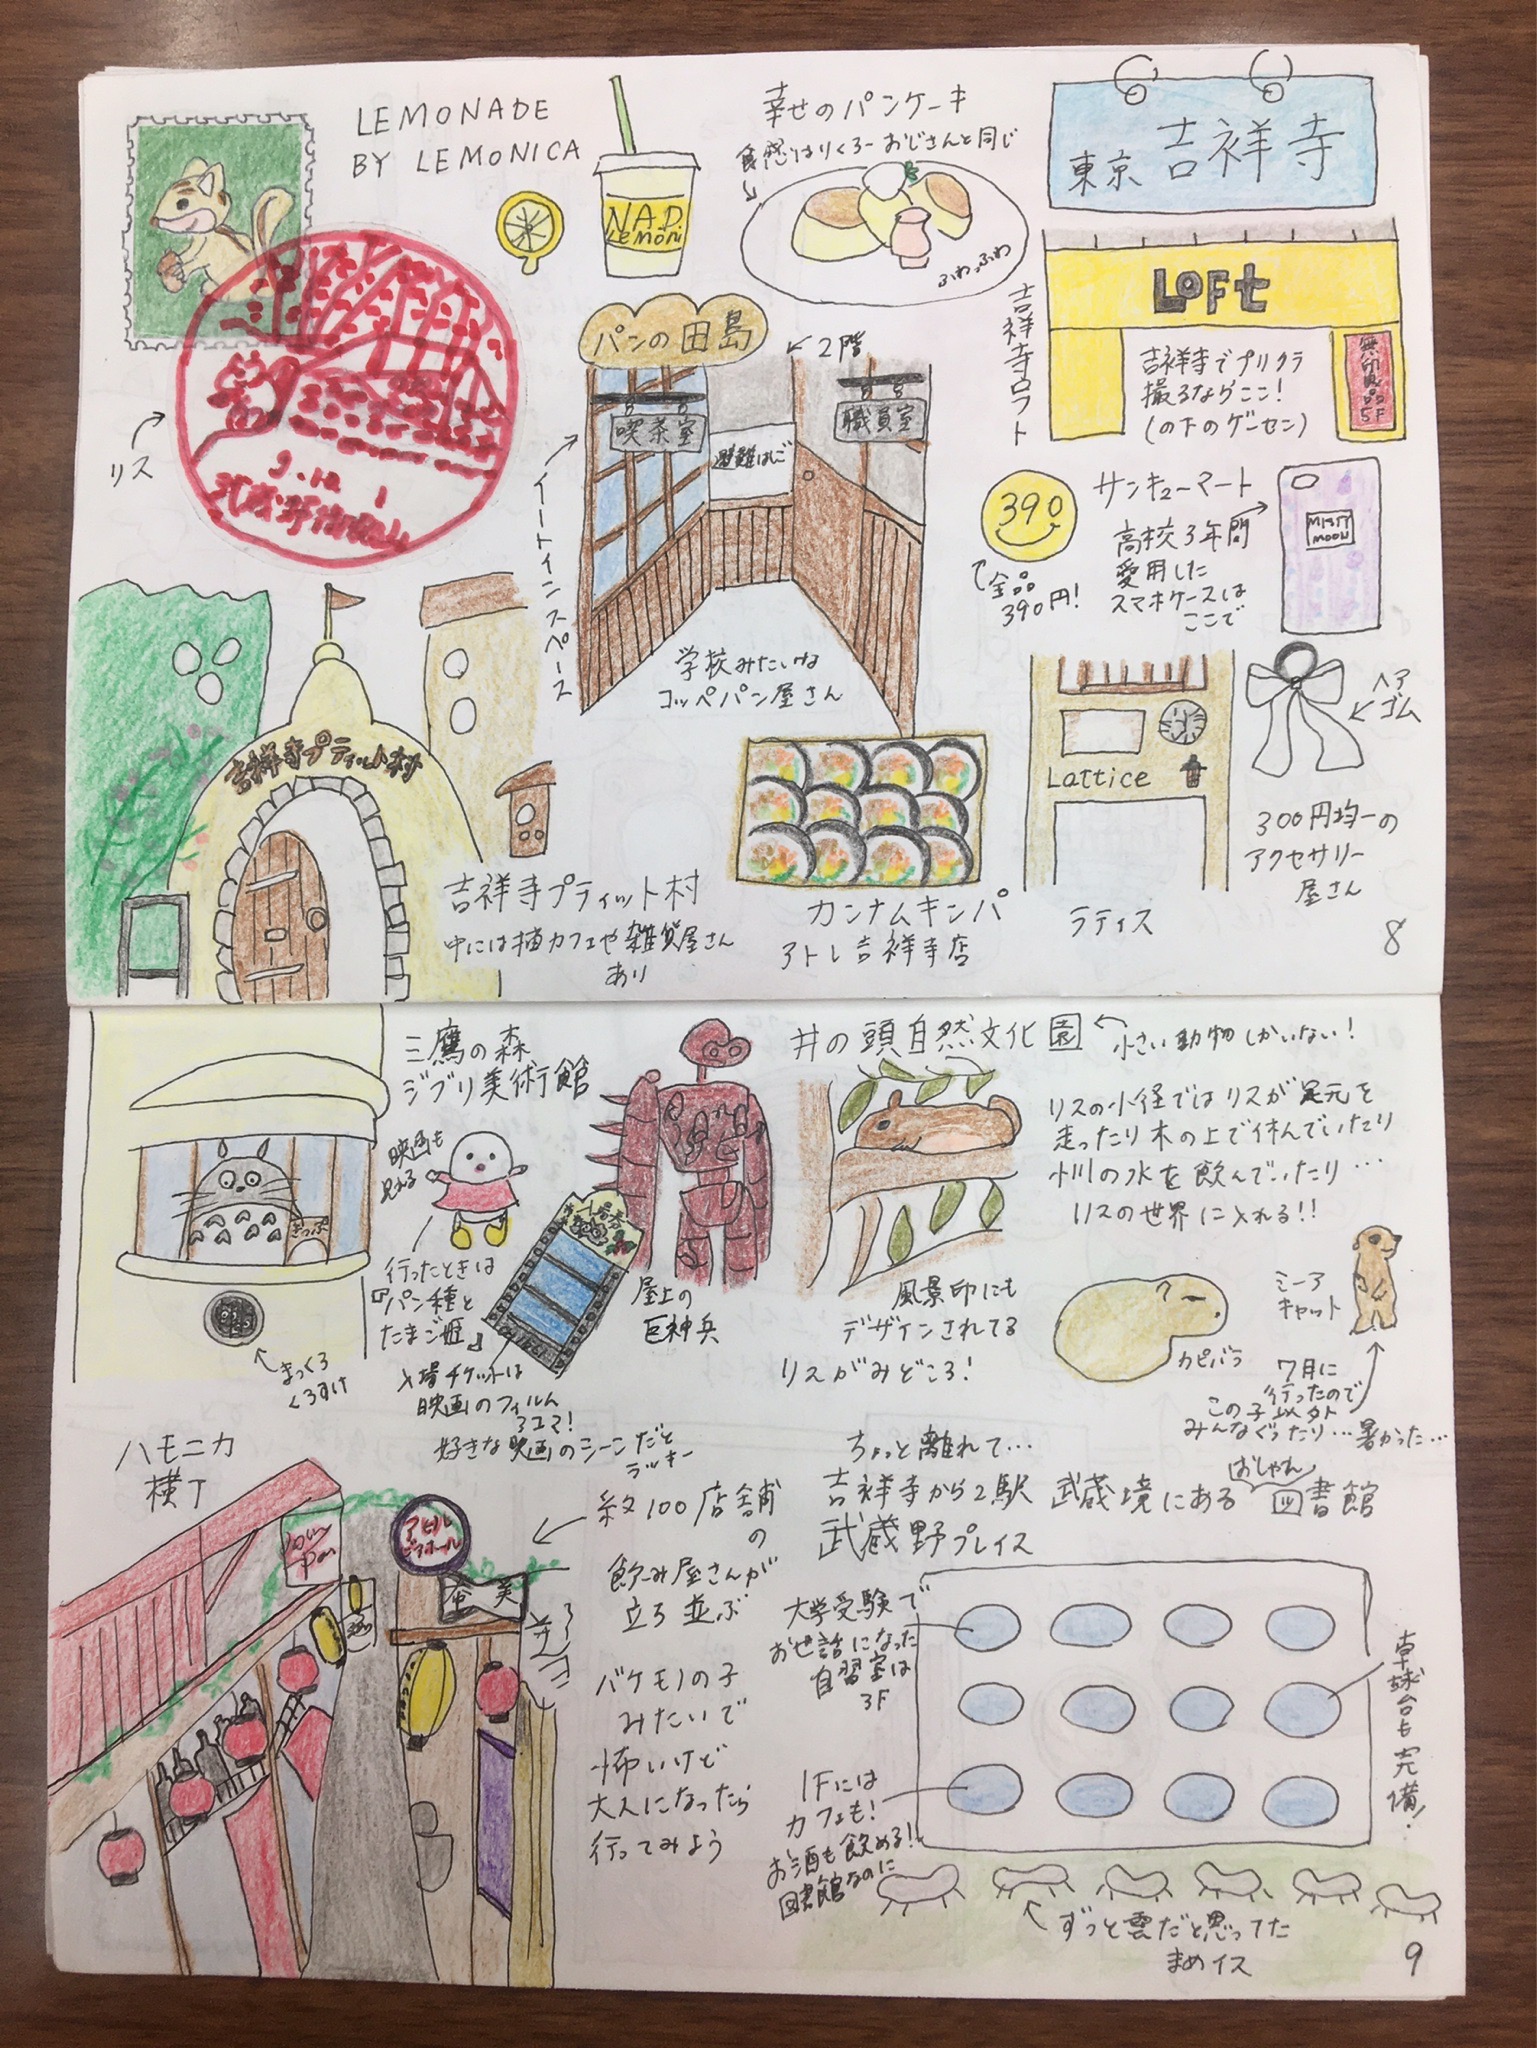 LEMONADE
BY LEMONICA
N.A.D.
Lemoni
幸せのパンケーキ
食感はりくろーおじさんと同じ
ふわっふわ
東京 吉祥寺
リス
9.12
パンの田島
←2階
喫茶室
避難はしご
職員室
イートインスペース
学校みたいな
コッペパン屋さん
吉祥寺ロフト
LoFt
吉祥寺でプリクラ
撮るならここ!
(の下のゲーセン)
無印良品
5F
390
全品
390円!
サンキューマート
高校3年間
愛用した
スマホケースは
ここで
MISTY
MOON
吉祥寺プティット村
吉祥寺プティット村
中には猫カフェや雑貨屋さん
あり
カンナムキンパ
アトレ吉祥寺店
Lattice
ラティス
ヘア
ゴム
300円均一の
アクセサリー
屋さん
8
三鷹の森
ジブリ美術館
きっぷ
まっくろ
くろすけ
映画も
見れる
行ったときは
『パン種と
たまご姫』
入場チケットは
映画のフィルム
3コマ!
好きな映画のシーンだと
ラッキー
屋上の
巨神兵
井の頭自然文化園
小さい動物しかいない!
リスの小径ではリスが足元を
走ったり木の上で休んでいたり
小川の水を飲んでいたり…
リスの世界に入れる!!
風景印にも
デザインされてる
リスがみどころ!
カピバラ
ミーア
キャット
7月に
行ったので
この子以外
みんなぐったり…暑かった…
ハモニカ
横丁
アヒル
ビアホール
約100店舗
の
飲み屋さんが
立ち並ぶ
バケモノの子
みたいで
怖いけど
大人になったら
行ってみよう
ちょっと離れて…
吉祥寺から2駅 武蔵境にある
おしゃれ
図書館
武蔵野プレイス
大学受験で
お世話になった
自習室は
3F
1Fには
カフェも!
お酒も飲める!
図書館なのに
卓球台も完備!
ずっと雲だと思ってた
まめイス
9